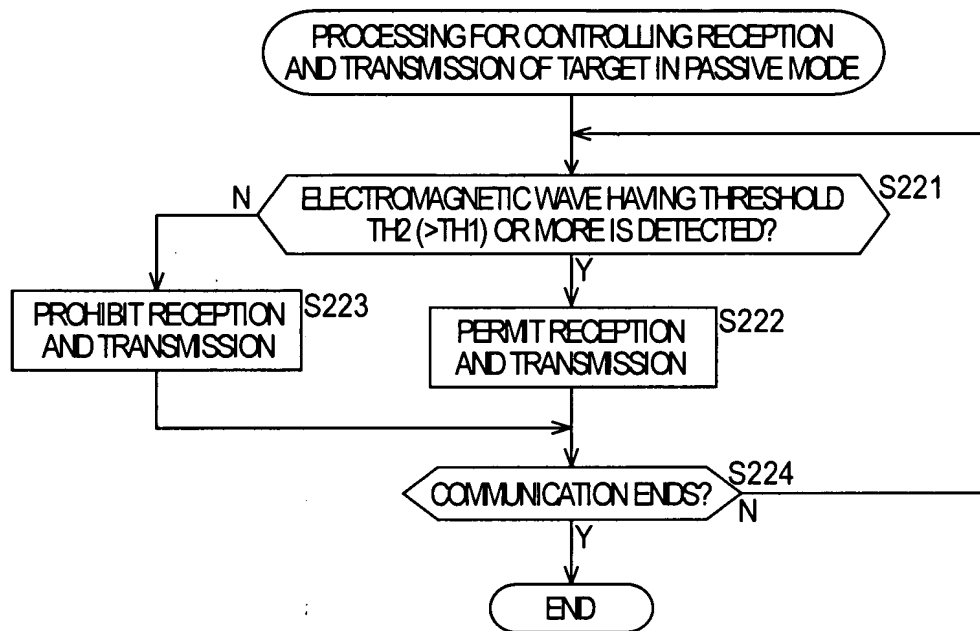 PROCESSING FOR CONTROLLING RECEPTION
AND TRANSMISSION OF TARGET IN PASSIVE MODE
N
ELECTROMAGNETIC WAVE HAVING THRESHOLD
TH2 (>TH1) OR MORE IS DETECTED?
S221
Y
PROHIBIT RECEPTION
AND TRANSMISSION
S223
PERMIT RECEPTION
AND TRANSMISSION
S222
COMMUNICATION ENDS?
S224
N
Y
END